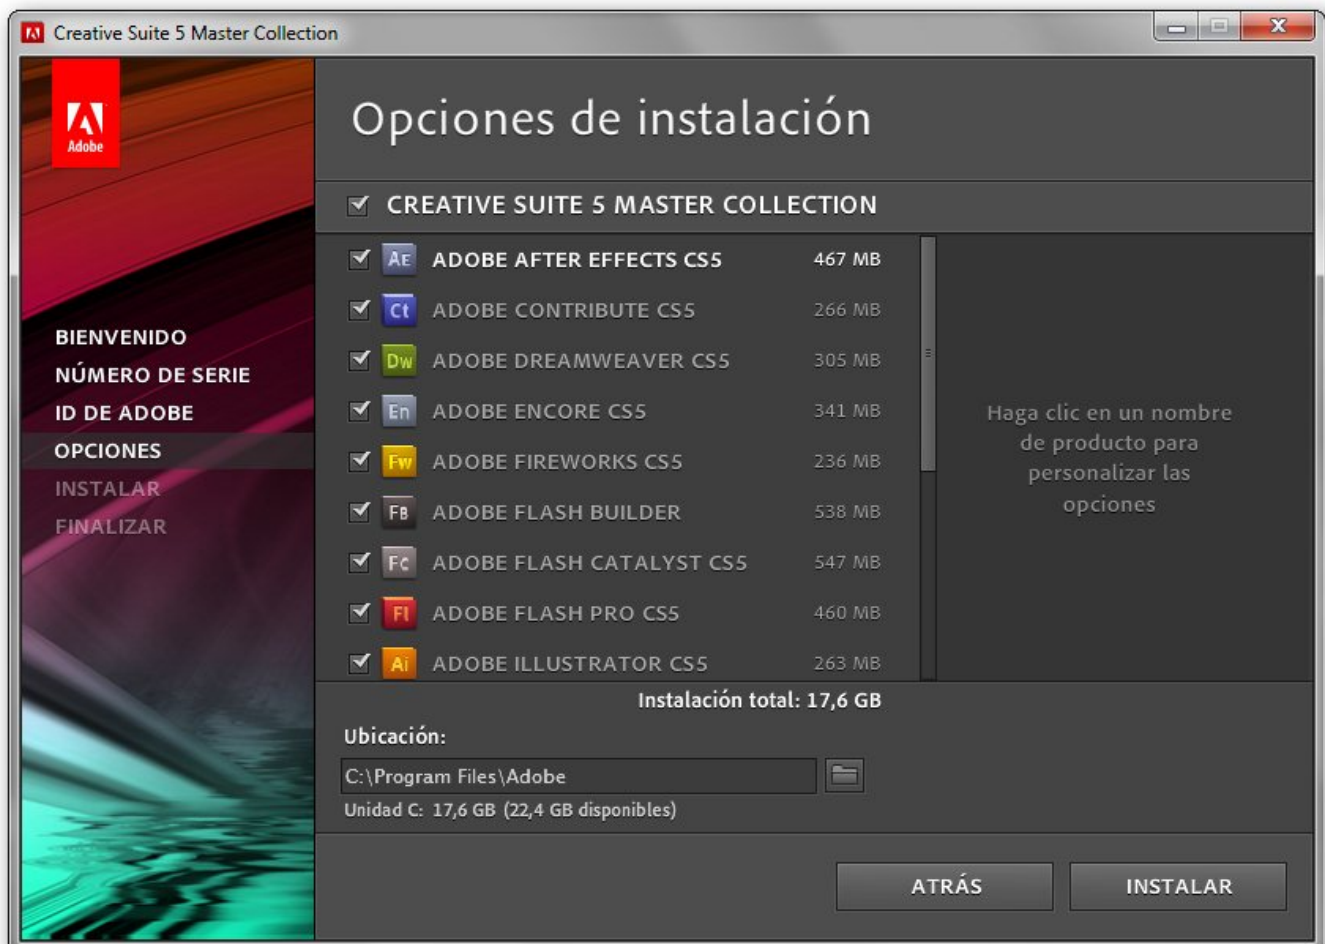 Creative Suite 5 Master Collection
Adobe
BIENVENIDO
NÚMERO DE SERIE
ID DE ADOBE
OPCIONES
INSTALAR
FINALIZAR
Opciones de instalación
CREATIVE SUITE 5 MASTER COLLECTION
AE ADOBE AFTER EFFECTS CS5 467 MB
Ct ADOBE CONTRIBUTE CS5 266 MB
Dw ADOBE DREAMWEAVER CS5 305 MB
En ADOBE ENCORE CS5 341 MB
Fw ADOBE FIREWORKS CS5 236 MB
FB ADOBE FLASH BUILDER 538 MB
Fc ADOBE FLASH CATALYST CS5 547 MB
Fl ADOBE FLASH PRO CS5 460 MB
Ai ADOBE ILLUSTRATOR CS5 263 MB
Haga clic en un nombre
de producto para
personalizar las
opciones
Instalación total: 17,6 GB
Ubicación:
C:\Program Files\Adobe
Unidad C: 17,6 GB (22,4 GB disponibles)
ATRÁS
INSTALAR